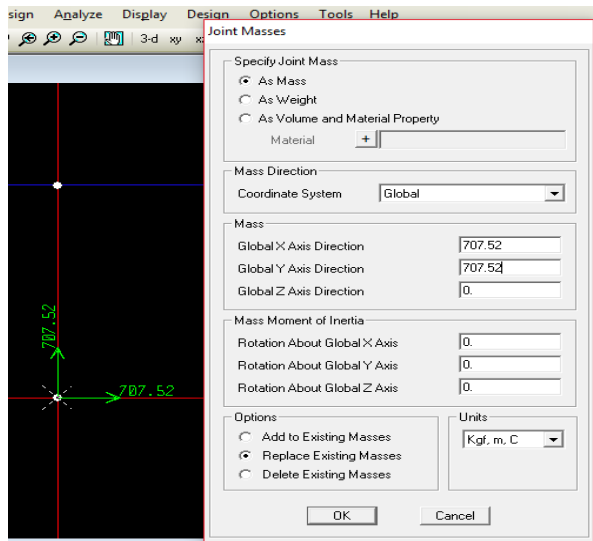 sign Analyze Display Design Options Tools Help
3-d xy xz
Joint Masses
Specify Joint Mass
As Mass
As Weight
As Volume and Material Property
Material +
Mass Direction
Coordinate System Global
Mass
Global X Axis Direction 707.52
Global Y Axis Direction 707.52
Global Z Axis Direction 0.
Mass Moment of Inertia
Rotation About Global X Axis 0.
Rotation About Global Y Axis 0.
Rotation About Global Z Axis 0.
Options
Add to Existing Masses
Replace Existing Masses
Delete Existing Masses
Units
Kgf, m, C
OK Cancel
707.52
707.52